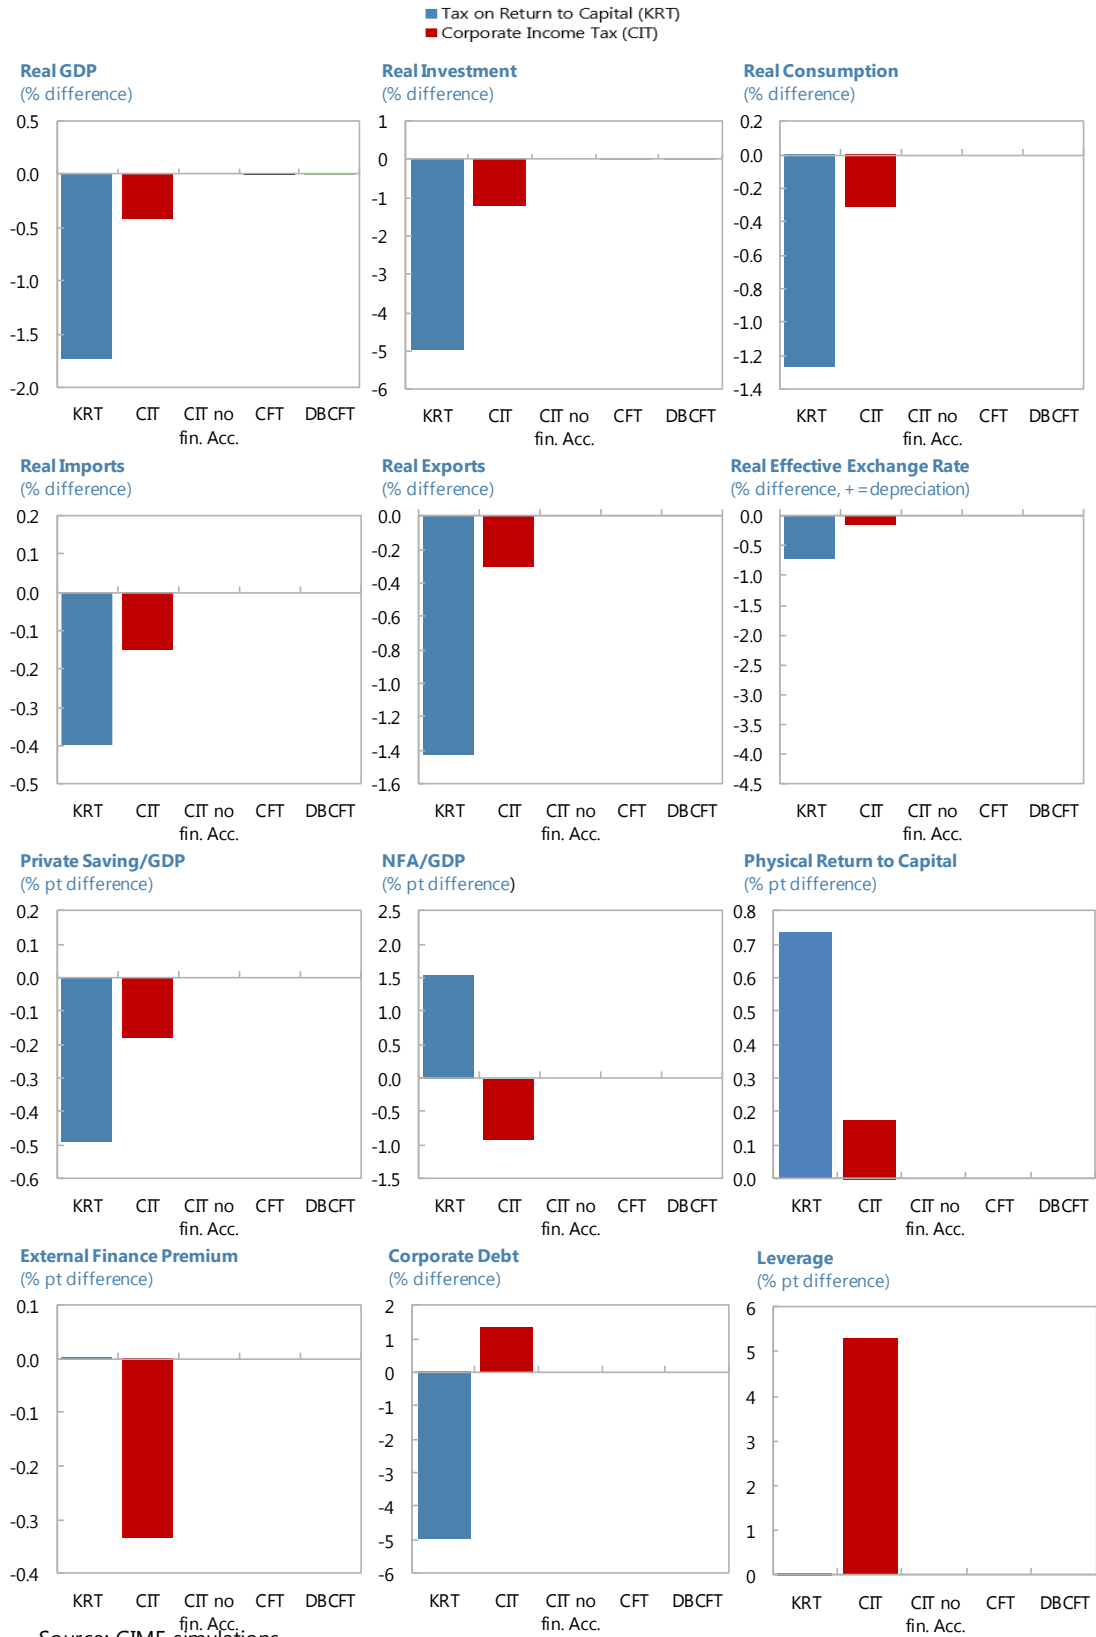 Tax on Return to Capital (KRT)
Corporate Income Tax (CIT)
Real GDP
(% difference)
0.5
0.0
-0.5
-1.0
-1.5
-2.0
KRT CIT CIT no CFT DBCFT
fin. Acc.
Real Investment
(% difference)
1
0
-1
-2
-3
-4
-5
-6
KRT CIT CIT no CFT DBCFT
fin. Acc.
Real Consumption
(% difference)
0.2
0.0
-0.2
-0.4
-0.6
-0.8
-1.0
-1.2
-1.4
KRT CIT CIT no CFT DBCFT
fin. Acc.
Real Imports
(% difference)
0.2
0.1
0.0
-0.1
-0.2
-0.3
-0.4
-0.5
KRT CIT CIT no CFT DBCFT
fin. Acc.
Real Exports
(% difference)
0.0
-0.2
-0.4
-0.6
-0.8
-1.0
-1.2
-1.4
-1.6
KRT CIT CIT no CFT DBCFT
fin. Acc.
Real Effective Exchange Rate
(% difference, + =depreciation)
0.0
-0.5
-1.0
-1.5
-2.0
-2.5
-3.0
-3.5
-4.0
-4.5
KRT CIT CIT no CFT DBCFT
fin. Acc.
Private Saving/GDP
(% pt difference)
0.2
0.1
0.0
-0.1
-0.2
-0.3
-0.4
-0.5
-0.6
KRT CIT CIT no CFT DBCFT
fin. Acc.
NFA/GDP
(% pt difference)
2.5
2.0
1.5
1.0
0.5
0.0
-0.5
-1.0
-1.5
KRT CIT CIT no CFT DBCFT
fin. Acc.
Physical Return to Capital
(% pt difference)
0.8
0.7
0.6
0.5
0.4
0.3
0.2
0.1
0.0
KRT CIT CIT no CFT DBCFT
fin. Acc.
External Finance Premium
(% pt difference)
0.1
0.0
-0.1
-0.2
-0.3
-0.4
KRT CIT CIT no CFT DBCFT
fin. Acc.
Corporate Debt
(% difference)
2
1
0
-1
-2
-3
-4
-5
-6
KRT CIT CIT no CFT DBCFT
fin. Acc.
Leverage
(% pt difference)
6
5
4
3
2
1
0
KRT CIT CIT no CFT DBCFT
fin. Acc.
Source: GIMF simulations